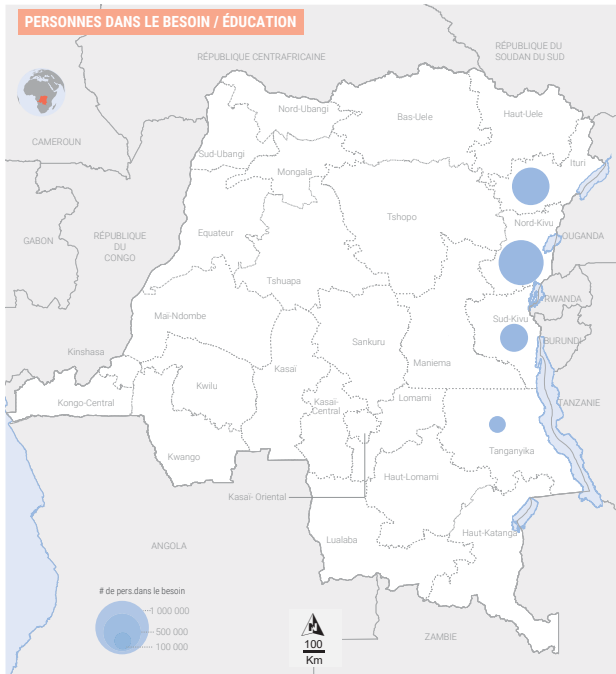 PERSONNES DANS LE BESOIN / ÉDUCATION
RÉPUBLIQUE CENTRAFRICAINE
RÉPUBLIQUE DU
SOUDAN DU SUD
CAMEROUN
Nord-Ubangi
Bas-Uele
Haut-Uele
Sud-Ubangi
Ituri
Mongala
Tshopo
Nord-Kivu
GABON
RÉPUBLIQUE
DU
CONGO
Equateur
OUGANDA
Tshuapa
RWANDA
Maï-Ndombe
Sud-Kivu
Sankuru
BURUNDI
Kinshasa
Kasaï
Maniema
Kwilu
Kasaï-
Central
Lomami
Kongo-Central
TANZANIE
Kwango
Tanganyika
Haut-Lomami
Kasaï- Oriental
Lualaba
Haut-Katanga
ANGOLA
# de pers.dans le besoin
1 000 000
500 000
100 000
100
Km
ZAMBIE